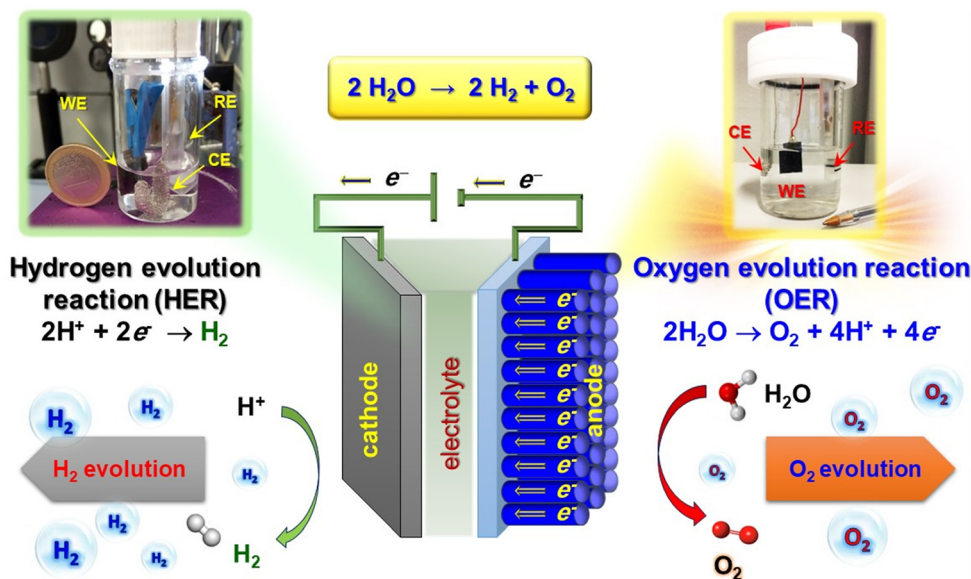 WE
RE
CE
2 H₂O → 2 H₂ + O₂
CE
RE
WE
e⁻
e⁻
Hydrogen evolution
reaction (HER)
2H⁺ + 2e⁻ → H₂
Oxygen evolution reaction
(OER)
2H₂O → O₂ + 4H⁺ + 4e⁻
cathode
electrolyte
anode
e⁻
e⁻
e⁻
e⁻
e⁻
e⁻
e⁻
e⁻
e⁻
e⁻
H₂
H₂
H⁺
H₂ evolution
H₂
H₂
H₂
H₂
H₂
H₂O
O₂
O₂
O₂
O₂ evolution
O₂
O₂